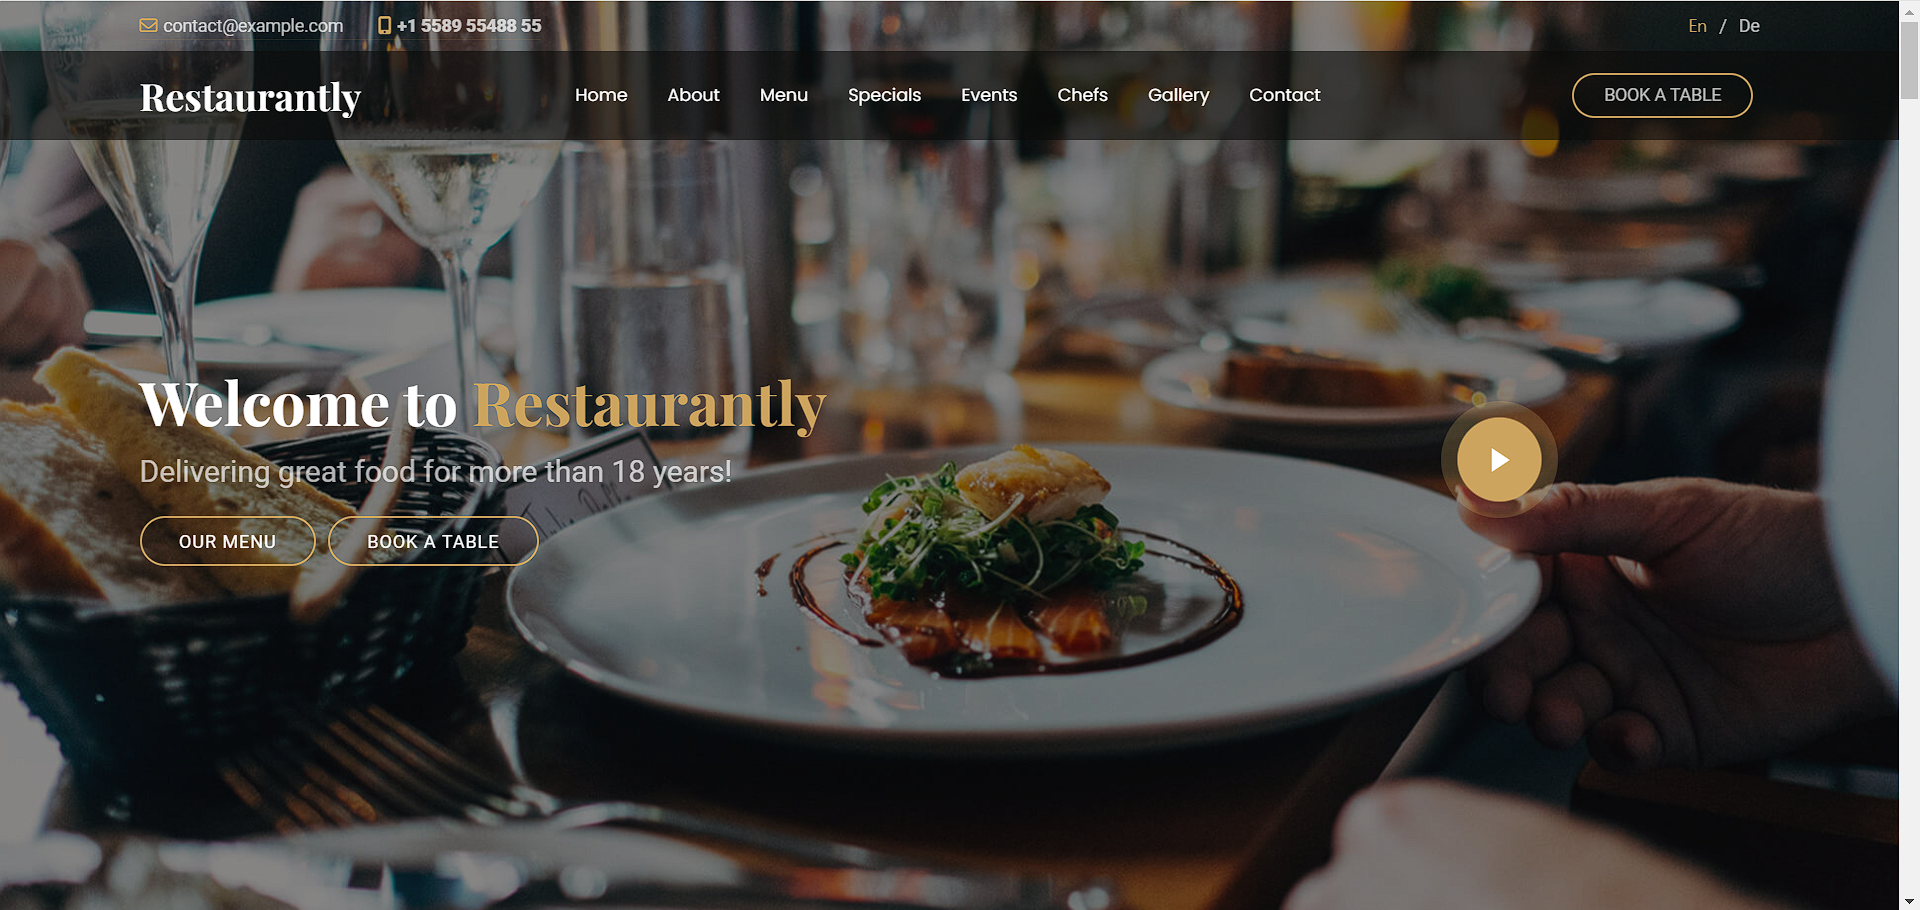 contact@example.com +1 5589 55488 55 En / De
Restaurantly Home About Menu Specials Events Chefs Gallery Contact BOOK A TABLE
Welcome to Restaurantly
Delivering great food for more than 18 years!
OUR MENU BOOK A TABLE